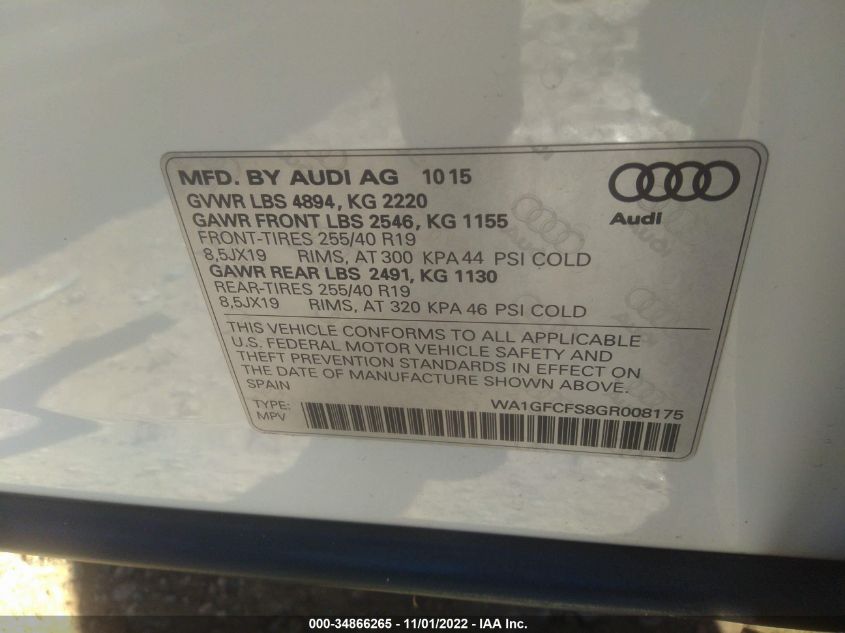 MFD. BY AUDI AG 10 15
GVWR LBS 4894, KG 2220
GAWR FRONT LBS 2546, KG 1155
FRONT-TIRES 255/40 R19
8,5JX19 RIMS, AT 300 KPA 44 PSI COLD
GAWR REAR LBS 2491, KG 1130
REAR-TIRES 255/40 R19
8,5JX19 RIMS, AT 320 KPA 46 PSI COLD
Audi
THIS VEHICLE CONFORMS TO ALL APPLICABLE
U.S. FEDERAL MOTOR VEHICLE SAFETY AND
THEFT PREVENTION STANDARDS IN EFFECT ON
THE DATE OF MANUFACTURE SHOWN ABOVE.
SPAIN
TYPE:
MPV
WA1GFCFS8GR008175
000-34866265 - 11/01/2022 - IAA Inc.